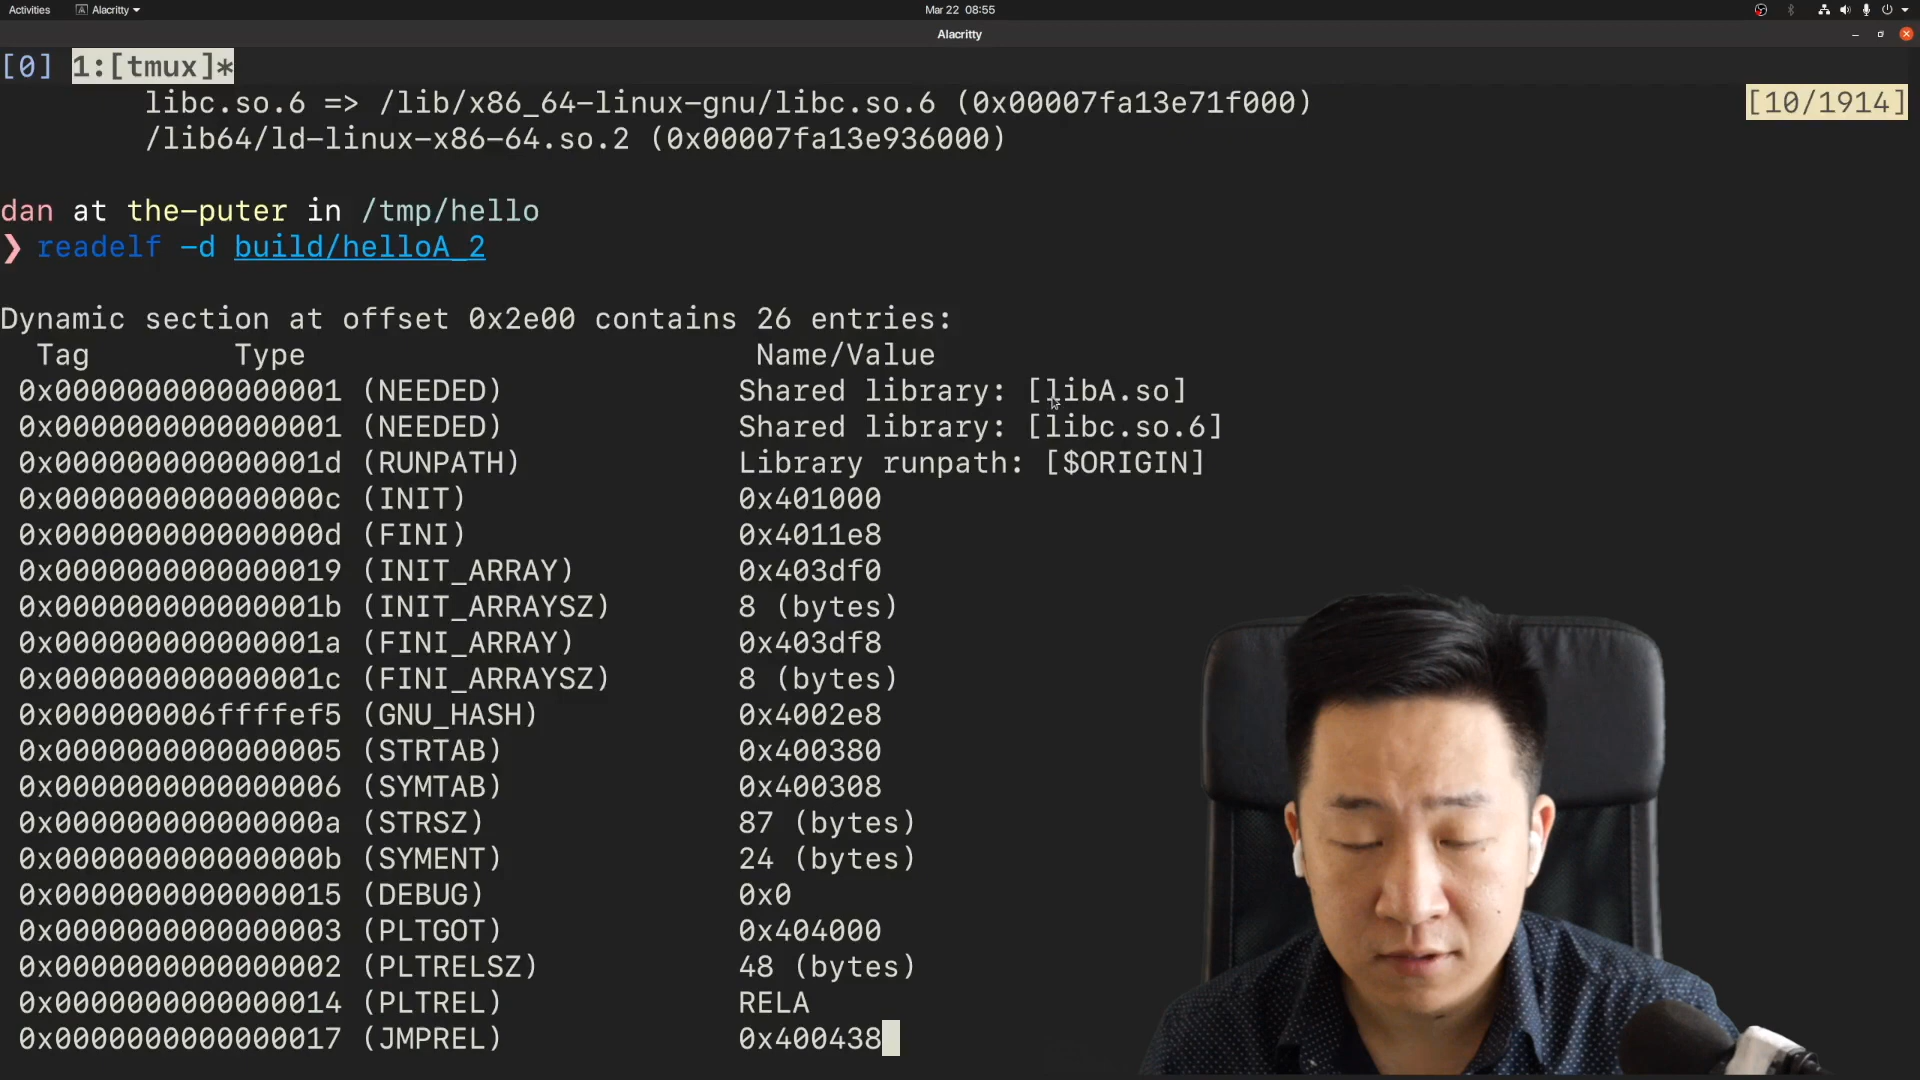 Activities Alacritty Mar 22 08:55
Alacritty
[0] 1:[tmux]*
libc.so.6 => /lib/x86_64-linux-gnu/libc.so.6 (0x00007fa13e71f000) [10/1914]
/lib64/ld-linux-x86-64.so.2 (0x00007fa13e936000)
dan at the-puter in /tmp/hello
❯ readelf -d build/helloA_2
Dynamic section at offset 0x2e00 contains 26 entries:
Tag Type Name/Value
0x0000000000000001 (NEEDED) Shared library: [libA.so]
0x0000000000000001 (NEEDED) Shared library: [libc.so.6]
0x000000000000001d (RUNPATH) Library runpath: [$ORIGIN]
0x000000000000000c (INIT) 0x401000
0x000000000000000d (FINI) 0x4011e8
0x0000000000000019 (INIT_ARRAY) 0x403df0
0x000000000000001b (INIT_ARRAYSZ) 8 (bytes)
0x000000000000001a (FINI_ARRAY) 0x403df8
0x000000000000001c (FINI_ARRAYSZ) 8 (bytes)
0x000000006ffffef5 (GNU_HASH) 0x4002e8
0x0000000000000005 (STRTAB) 0x400380
0x0000000000000006 (SYMTAB) 0x400308
0x000000000000000a (STRSZ) 87 (bytes)
0x000000000000000b (SYMENT) 24 (bytes)
0x0000000000000015 (DEBUG) 0x0
0x0000000000000003 (PLTGOT) 0x404000
0x0000000000000002 (PLTRELSZ) 48 (bytes)
0x0000000000000014 (PLTREL) RELA
0x0000000000000017 (JMPREL) 0x400438